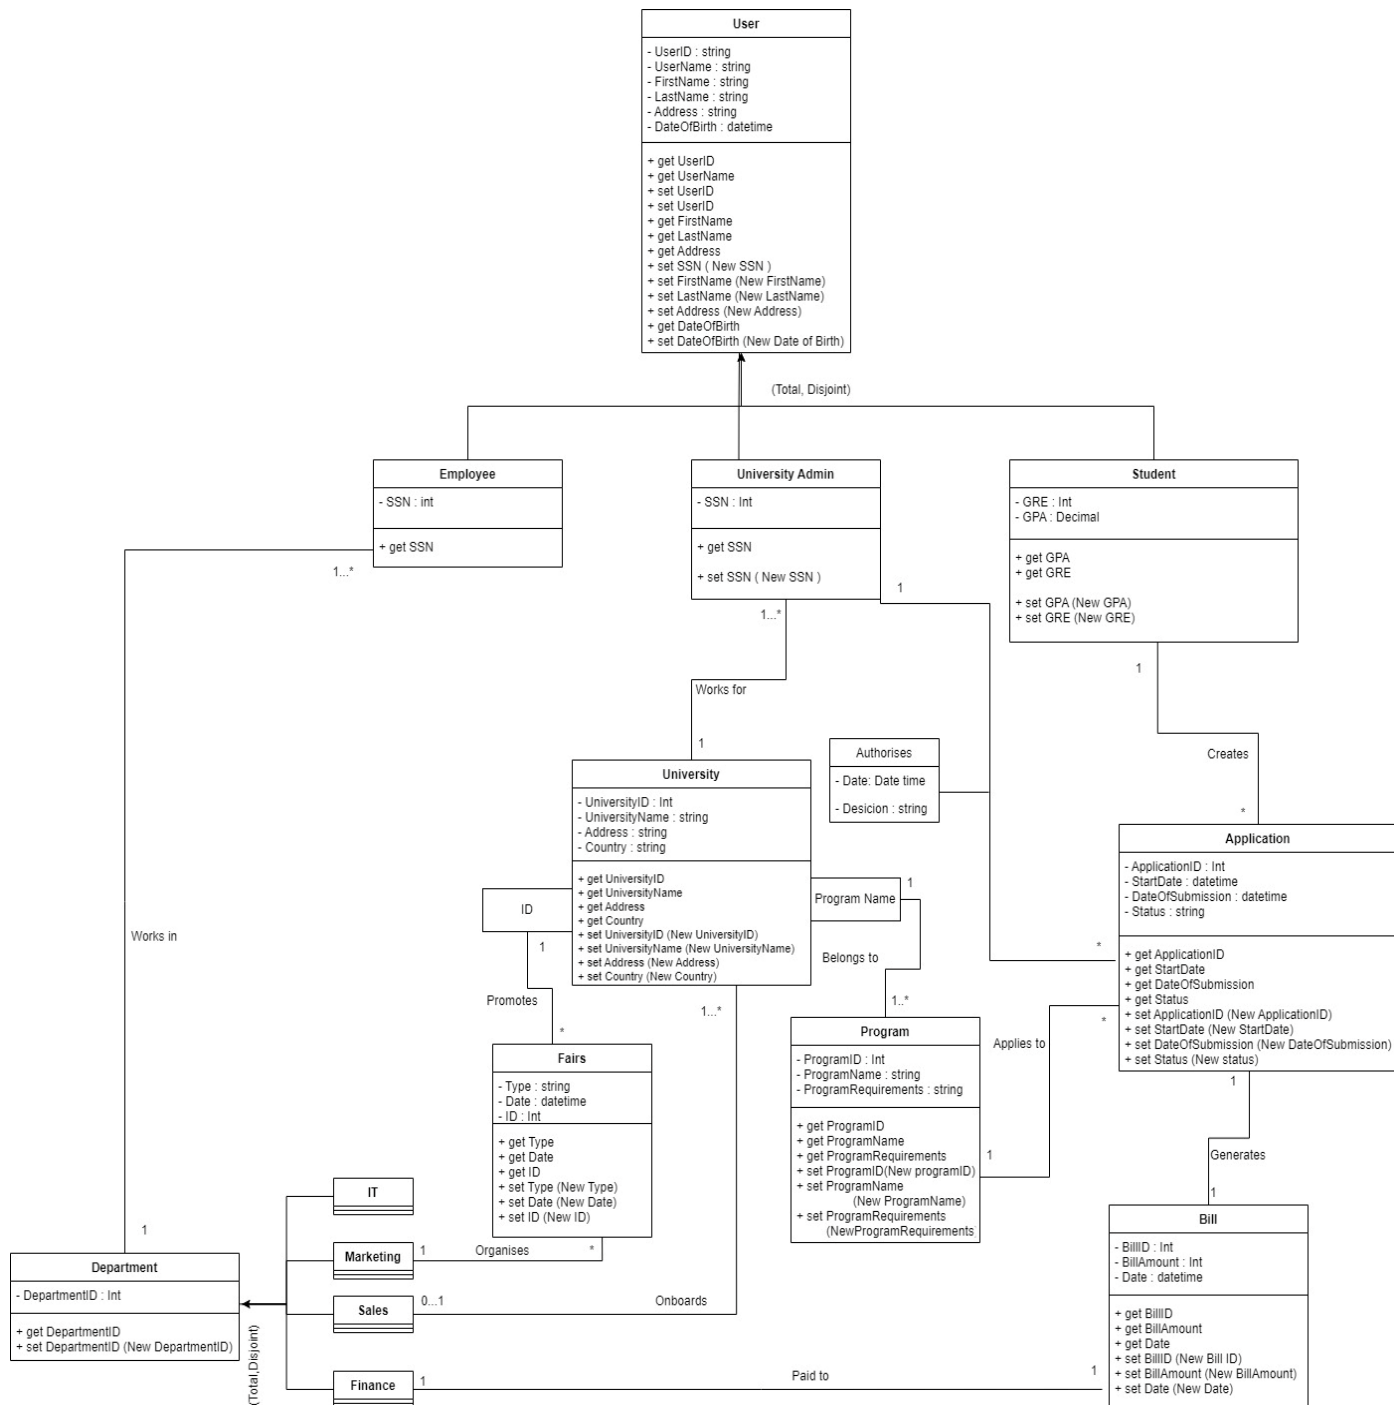 User
- UserID : string
- UserName : string
- FirstName : string
- LastName : string
- Address : string
- DateOfBirth : datetime
+ get UserID
+ get UserName
+ set UserID
+ set UserID
+ get FirstName
+ get LastName
+ get Address
+ set SSN ( New SSN )
+ set FirstName (New FirstName)
+ set LastName (New LastName)
+ set Address (New Address)
+ get DateOfBirth
+ set DateOfBirth (New Date of Birth)
(Total, Disjoint)
Employee
- SSN : int
+ get SSN
1...*
University Admin
- SSN : Int
+ get SSN
+ set SSN ( New SSN )
1...*
1
Student
- GRE : Int
- GPA : Decimal
+ get GPA
+ get GRE
+ set GPA (New GPA)
+ set GRE (New GRE)
1
Works for
1
Authorises
- Date: Date time
- Desicion : string
Creates
*
University
- UniversityID : Int
- UniversityName : string
- Address : string
- Country : string
+ get UniversityID
+ get UniversityName
+ get Address
+ get Country
+ set UniversityID (New UniversityID)
+ set UniversityName (New UniversityName)
+ set Address (New Address)
+ set Country (New Country)
1...*
ID
1
Promotes
*
Program Name
1
Belongs to
1..*
Application
- ApplicationID : Int
- StartDate : datetime
- DateOfSubmission : datetime
- Status : string
+ get ApplicationID
+ get StartDate
+ get DateOfSubmission
+ get Status
+ set ApplicationID (New ApplicationID)
+ set StartDate (New StartDate)
+ set DateOfSubmission (New DateOfSubmission)
+ set Status (New status)
*
*
1
Works in
1
Fairs
- Type : string
- Date : datetime
- ID : Int
+ get Type
+ get Date
+ get ID
+ set Type (New Type)
+ set Date (New Date)
+ set ID (New ID)
*
Program
- ProgramID : Int
- ProgramName : string
- ProgramRequirements : string
+ get ProgramID
+ get ProgramName
+ get ProgramRequirements
+ set ProgramID(New programID)
+ set ProgramName
(New ProgramName)
+ set ProgramRequirements
(NewProgramRequirements
Applies to
1
Generates
1
Department
- DepartmentID : Int
+ get DepartmentID
+ set DepartmentID (New DepartmentID)
(Total,Disjoint)
IT
Marketing
1
Organises
Sales
0...1
Onboards
Finance
1
Paid to
1
Bill
- BillID : Int
- BillAmount : Int
- Date : datetime
+ get BillID
+ get BillAmount
+ get Date
+ set BillID (New Bill ID)
+ set BillAmount (New BillAmount)
+ set Date (New Date)